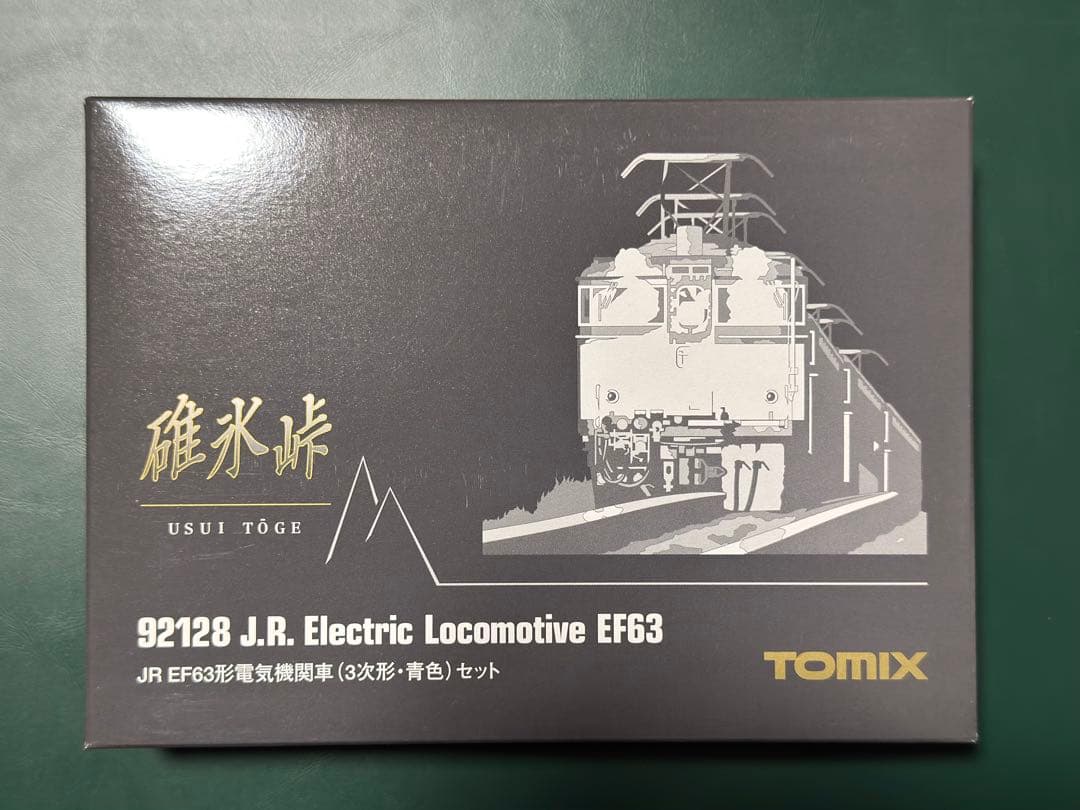 碓氷峠
USUI TŌGE
92128 J.R. Electric Locomotive EF63
JR EF63形電気機関車(3次形・青色)セット
TOMIX